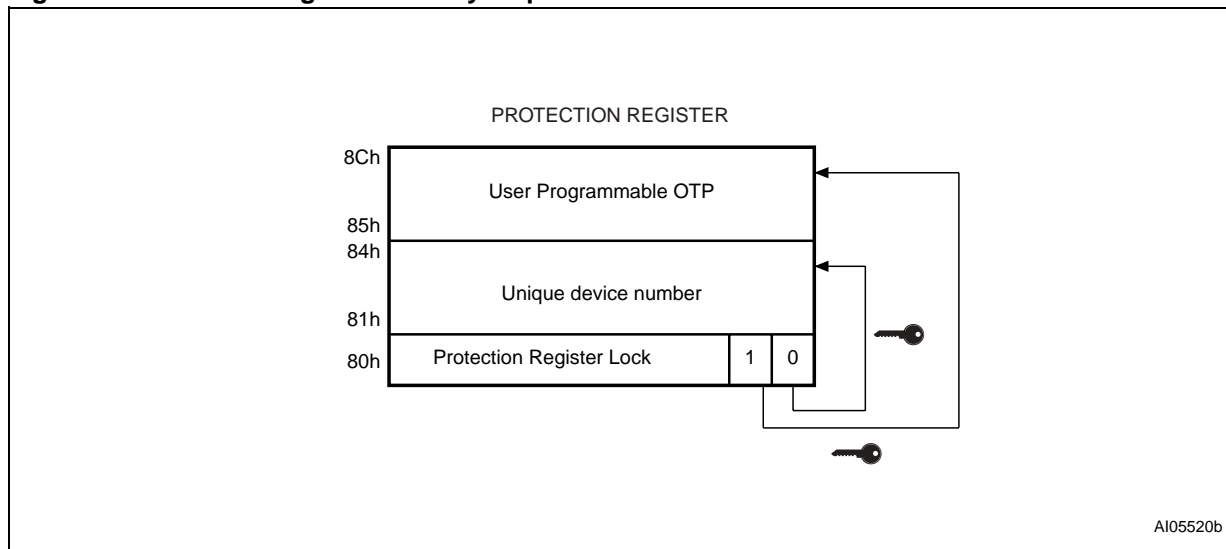 PROTECTION REGISTER
8Ch
User Programmable OTP
85h
84h
Unique device number
81h
80h
Protection Register Lock
1
0
AI05520b